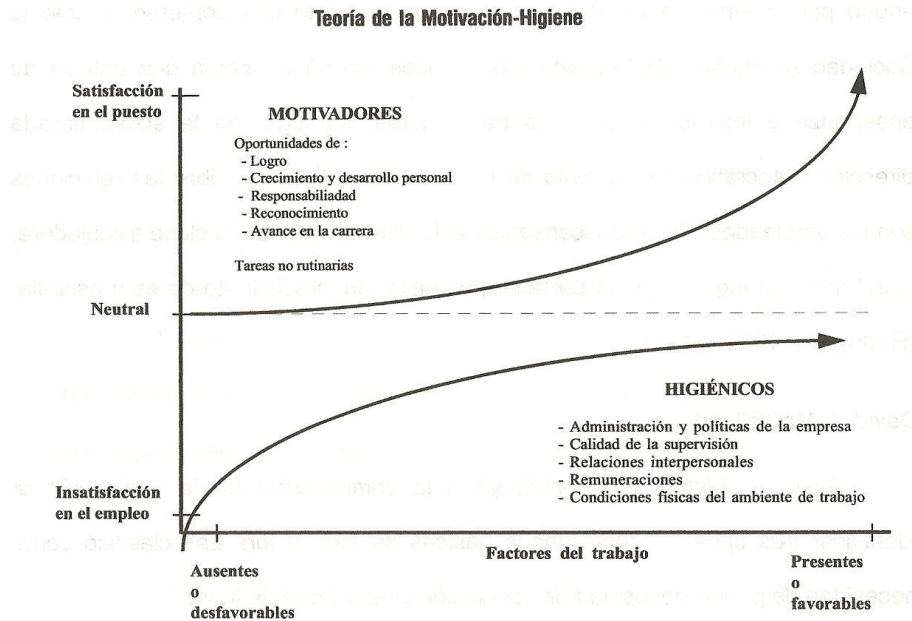 Teoría de la Motivación-Higiene
Satisfacción
en el puesto
MOTIVADORES
Oportunidades de :
- Logro
- Crecimiento y desarrollo personal
- Responsabiliadad
- Reconocimiento
- Avance en la carrera
Tareas no rutinarias
Neutral
HIGIÉNICOS
- Administración y políticas de la empresa
- Calidad de la supervisión
- Relaciones interpersonales
- Remuneraciones
- Condiciones físicas del ambiente de trabajo
Insatisfacción
en el empleo
Factores del trabajo
Ausentes
o
desfavorables
Presentes
o
favorables